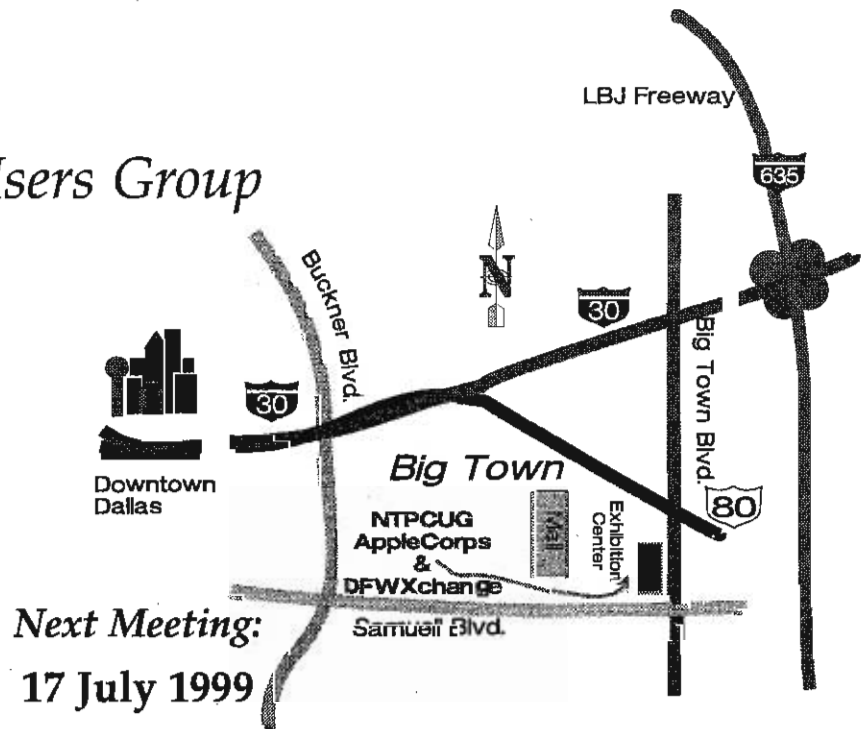 LBJ Freeway
Users Group
635
Buckner Blvd.
N
30
Big Town Blvd.
30
Downtown
Dallas
Big Town
80
Mall
Exhibition
Center
NTPCUG
AppleCorps
&
DFWXchange
Samuell Blvd.
Next Meeting:
17 July 1999